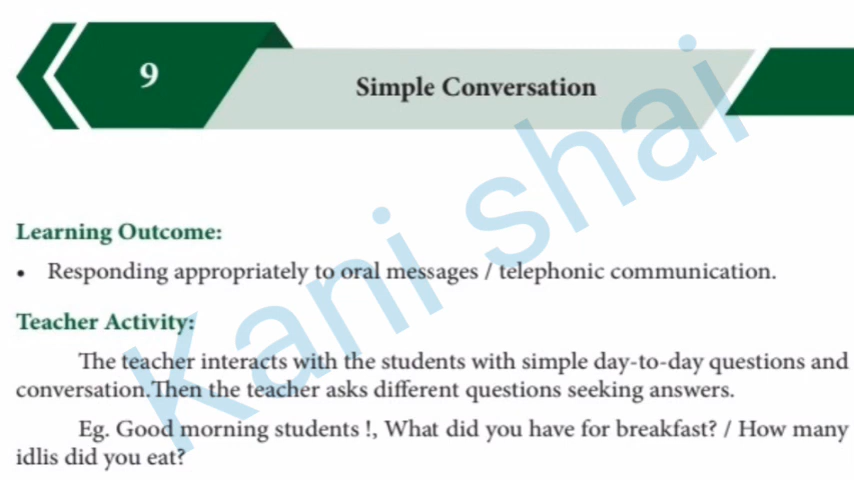 9
Simple Conversation
Learning Outcome:
• Responding appropriately to oral messages / telephonic communication.
Teacher Activity:
The teacher interacts with the students with simple day-to-day questions and
conversation.Then the teacher asks different questions seeking answers.
Eg. Good morning students !, What did you have for breakfast? / How many
idlis did you eat?
Kani shai